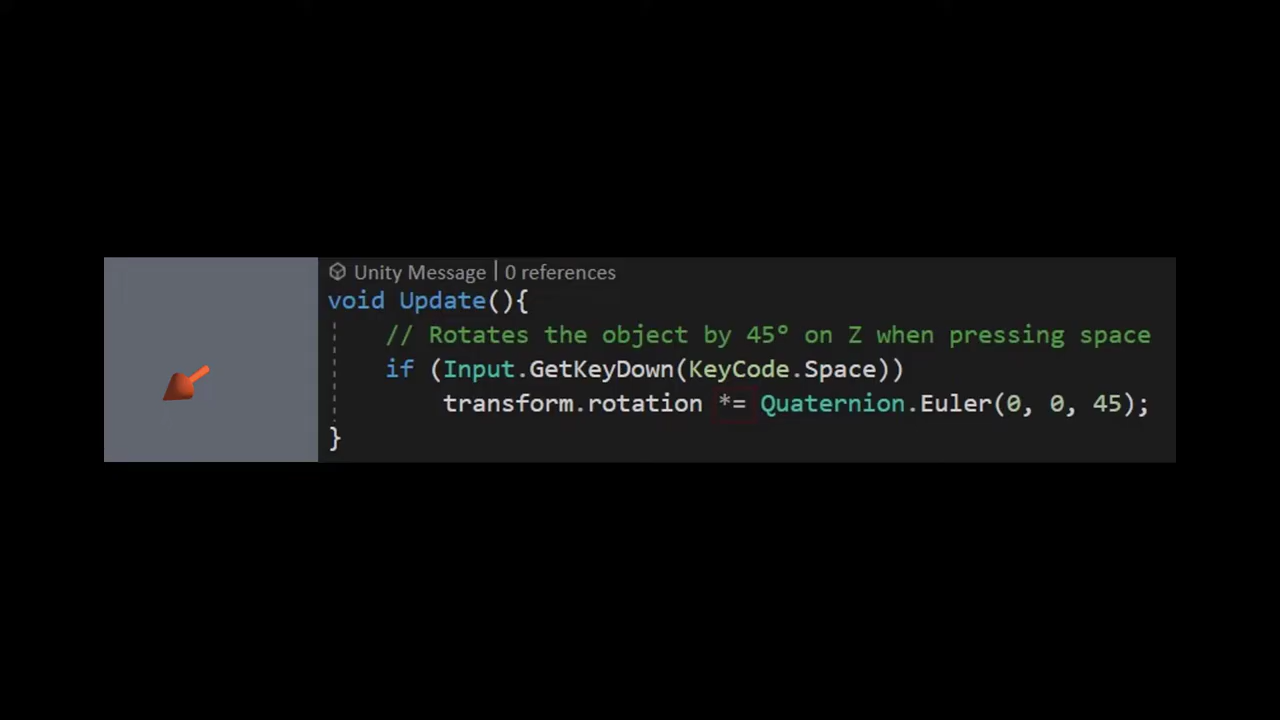 Unity Message | 0 references
void Update(){
// Rotates the object by 45° on Z when pressing space
if (Input.GetKeyDown(KeyCode.Space))
transform.rotation *= Quaternion.Euler(0, 0, 45);
}